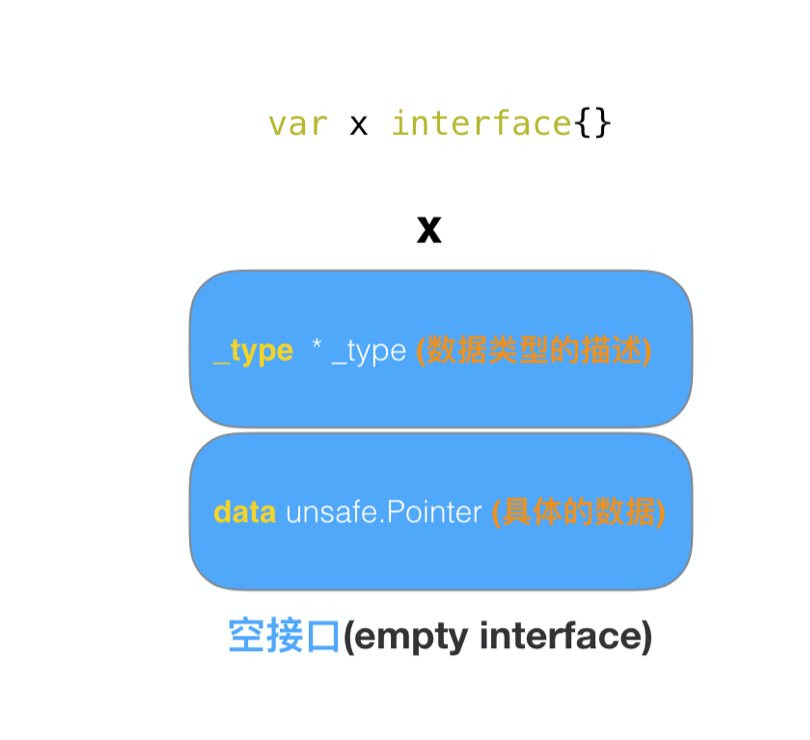 var x interface{}
x
_type * _type (数据类型的描述)
data unsafe.Pointer (具体的数据)
空接口(empty interface)